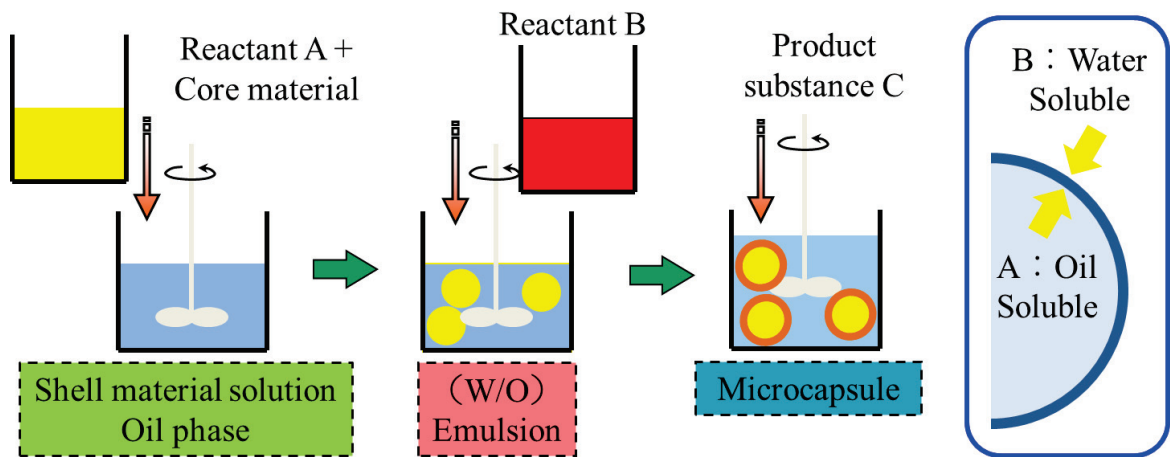 Reactant A +
Core material
Reactant B
Product
substance C
Shell material solution
Oil phase
（W/O）
Emulsion
Microcapsule
B：Water
Soluble
A：Oil
Soluble